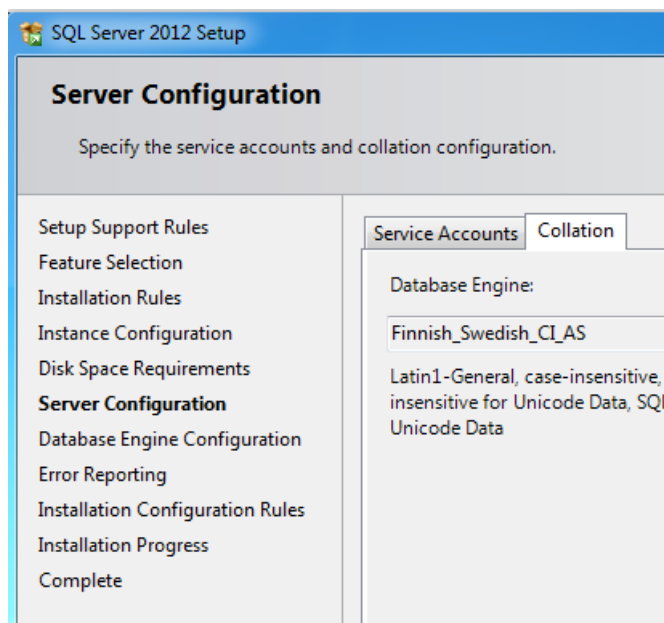 SQL Server 2012 Setup
Server Configuration
Specify the service accounts and collation configuration.
Setup Support Rules
Feature Selection
Installation Rules
Instance Configuration
Disk Space Requirements
Server Configuration
Database Engine Configuration
Error Reporting
Installation Configuration Rules
Installation Progress
Complete
Service Accounts
Collation
Database Engine:
Finnish_Swedish_CI_AS
Latin1-General, case-insensitive,
insensitive for Unicode Data, SQL
Unicode Data